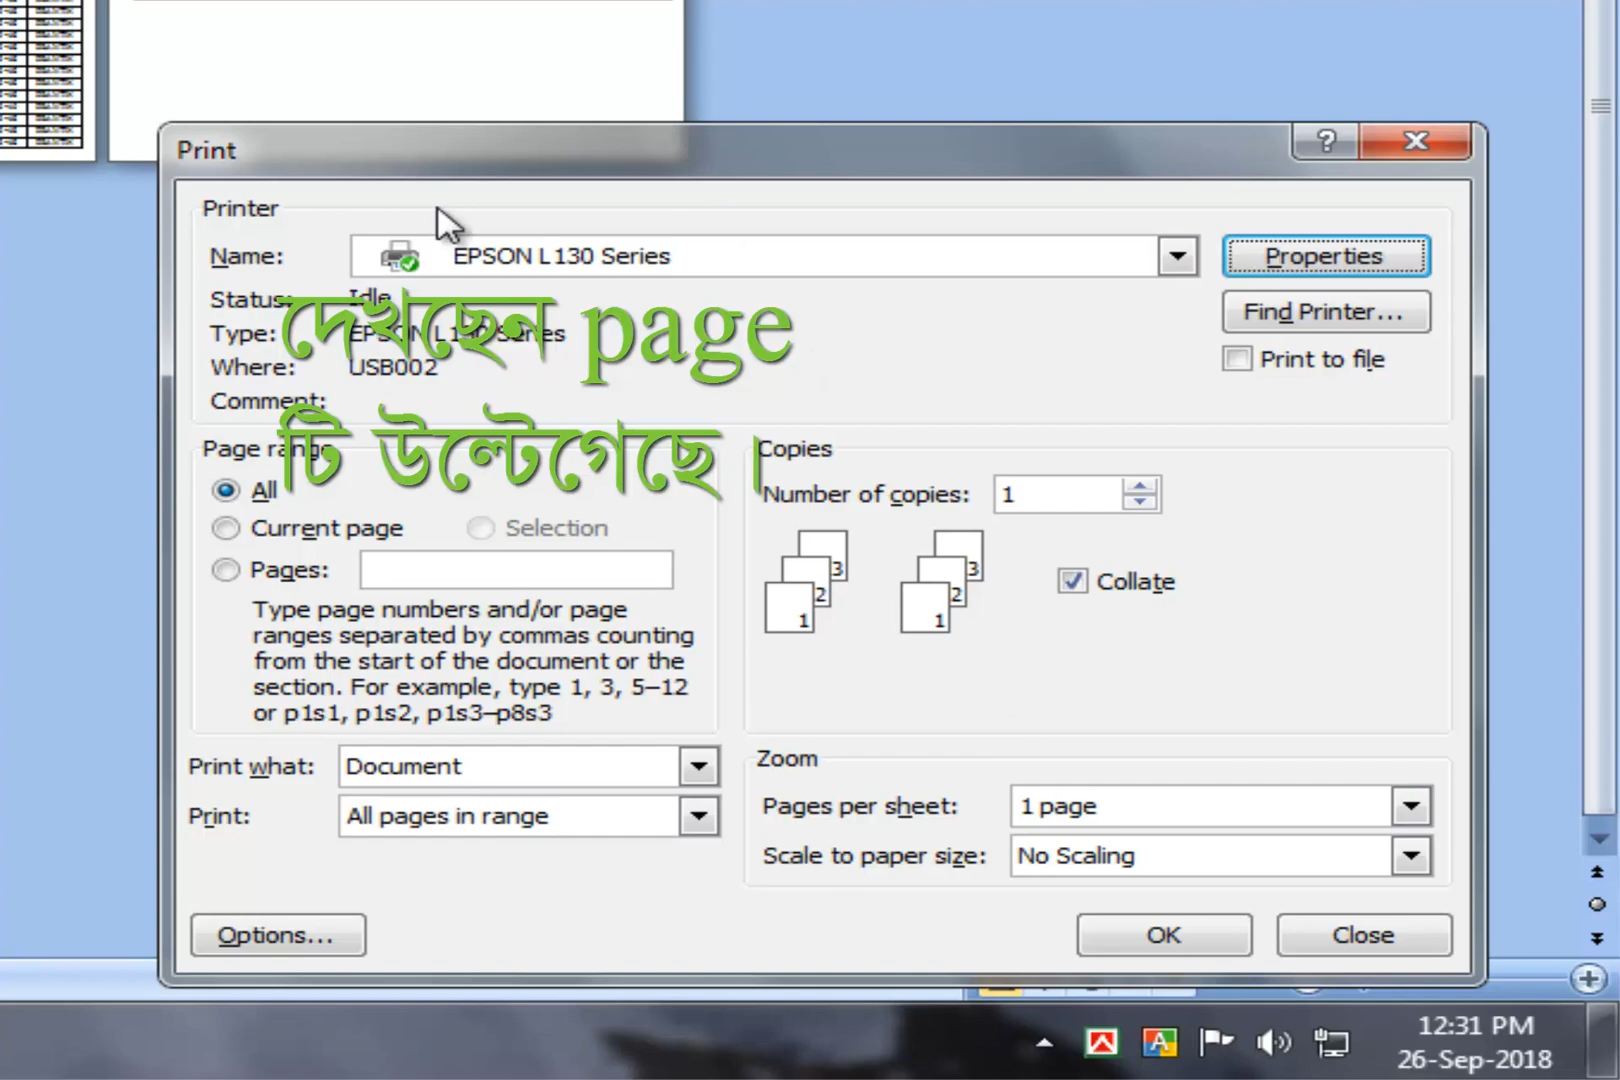 Print
Printer
Name: EPSON L130 Series
Properties
Status: Idle
Find Printer...
দেখছেন page
Type: EPSON L130 Series
Print to file
Where: USB002
Comment:
টি উল্টেগেছে।
Page range
Copies
All
Number of copies: 1
Current page
Selection
Pages:
3 3
2 2
1 1
Collate
Type page numbers and/or page
ranges separated by commas counting
from the start of the document or the
section. For example, type 1, 3, 5–12
or p1s1, p1s2, p1s3–p8s3
Print what: Document
Zoom
Print: All pages in range
Pages per sheet: 1 page
Scale to paper size: No Scaling
Options...
OK
Close
12:31 PM
26-Sep-2018